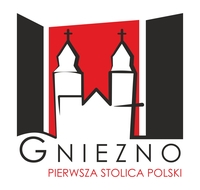 GNIEZNO
PIERWSZA STOLICA POLSKI